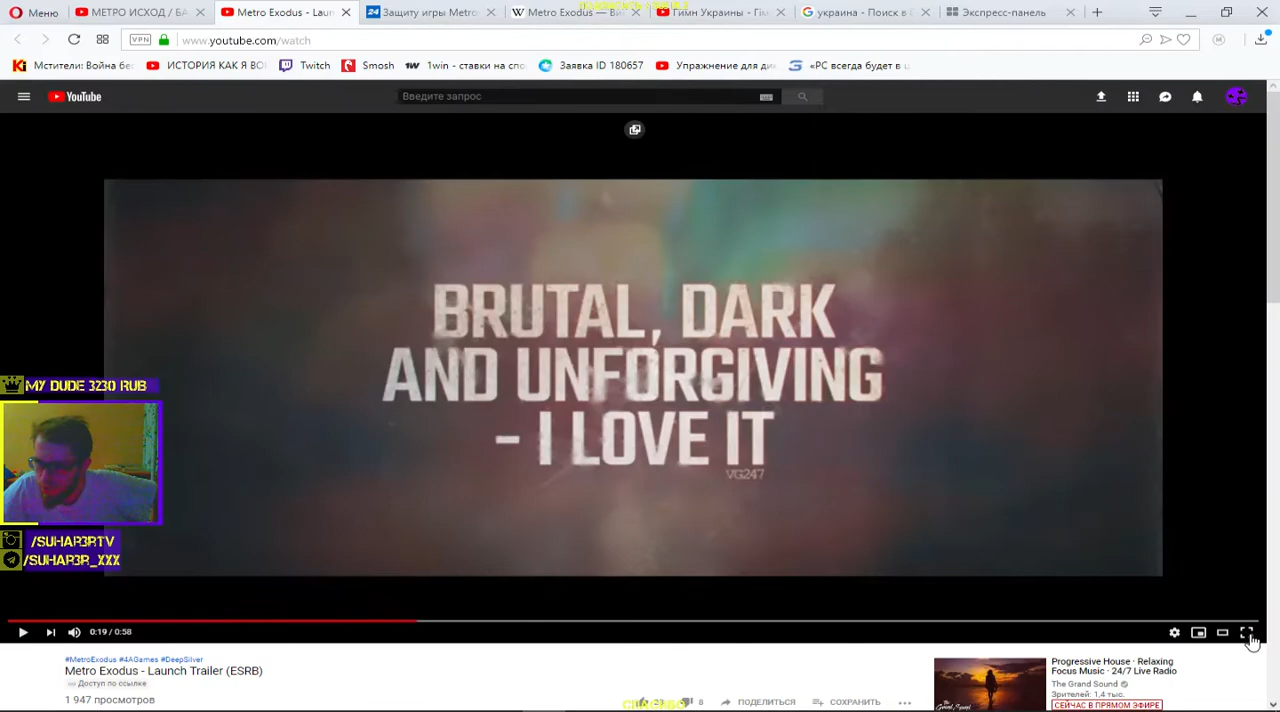 Меню
МЕТРО ИСХОД / БА
Metro Exodus - Laun
Защиту игры Metro
Metro Exodus — Ви
Гимн Украины - Гім
украина - Поиск в G
Экспресс-панель
VPN
www.youtube.com/watch
Мстители: Война бес
ИСТОРИЯ КАК Я ВО
Twitch
Smosh
1win - ставки на спо
Заявка ID 180657
Упражнение для ди
«PC всегда будет в ц
YouTube
Введите запрос
BRUTAL, DARK
AND UNFORGIVING
- I LOVE IT
VG247
MY DUDE 3230 RUB
/SUHAR3RTV
/SUHAR3R_XXX
0:19 / 0:58
#MetroExodus #4AGames #DeepSilver
Metro Exodus - Launch Trailer (ESRB)
Доступ по ссылке
1 947 просмотров
8
ПОДЕЛИТЬСЯ
СОХРАНИТЬ
СПАСИБО
Progressive House · Relaxing
Focus Music · 24/7 Live Radio
The Grand Sound
Зрителей: 1,4 тыс.
СЕЙЧАС В ПРЯМОМ ЭФИРЕ